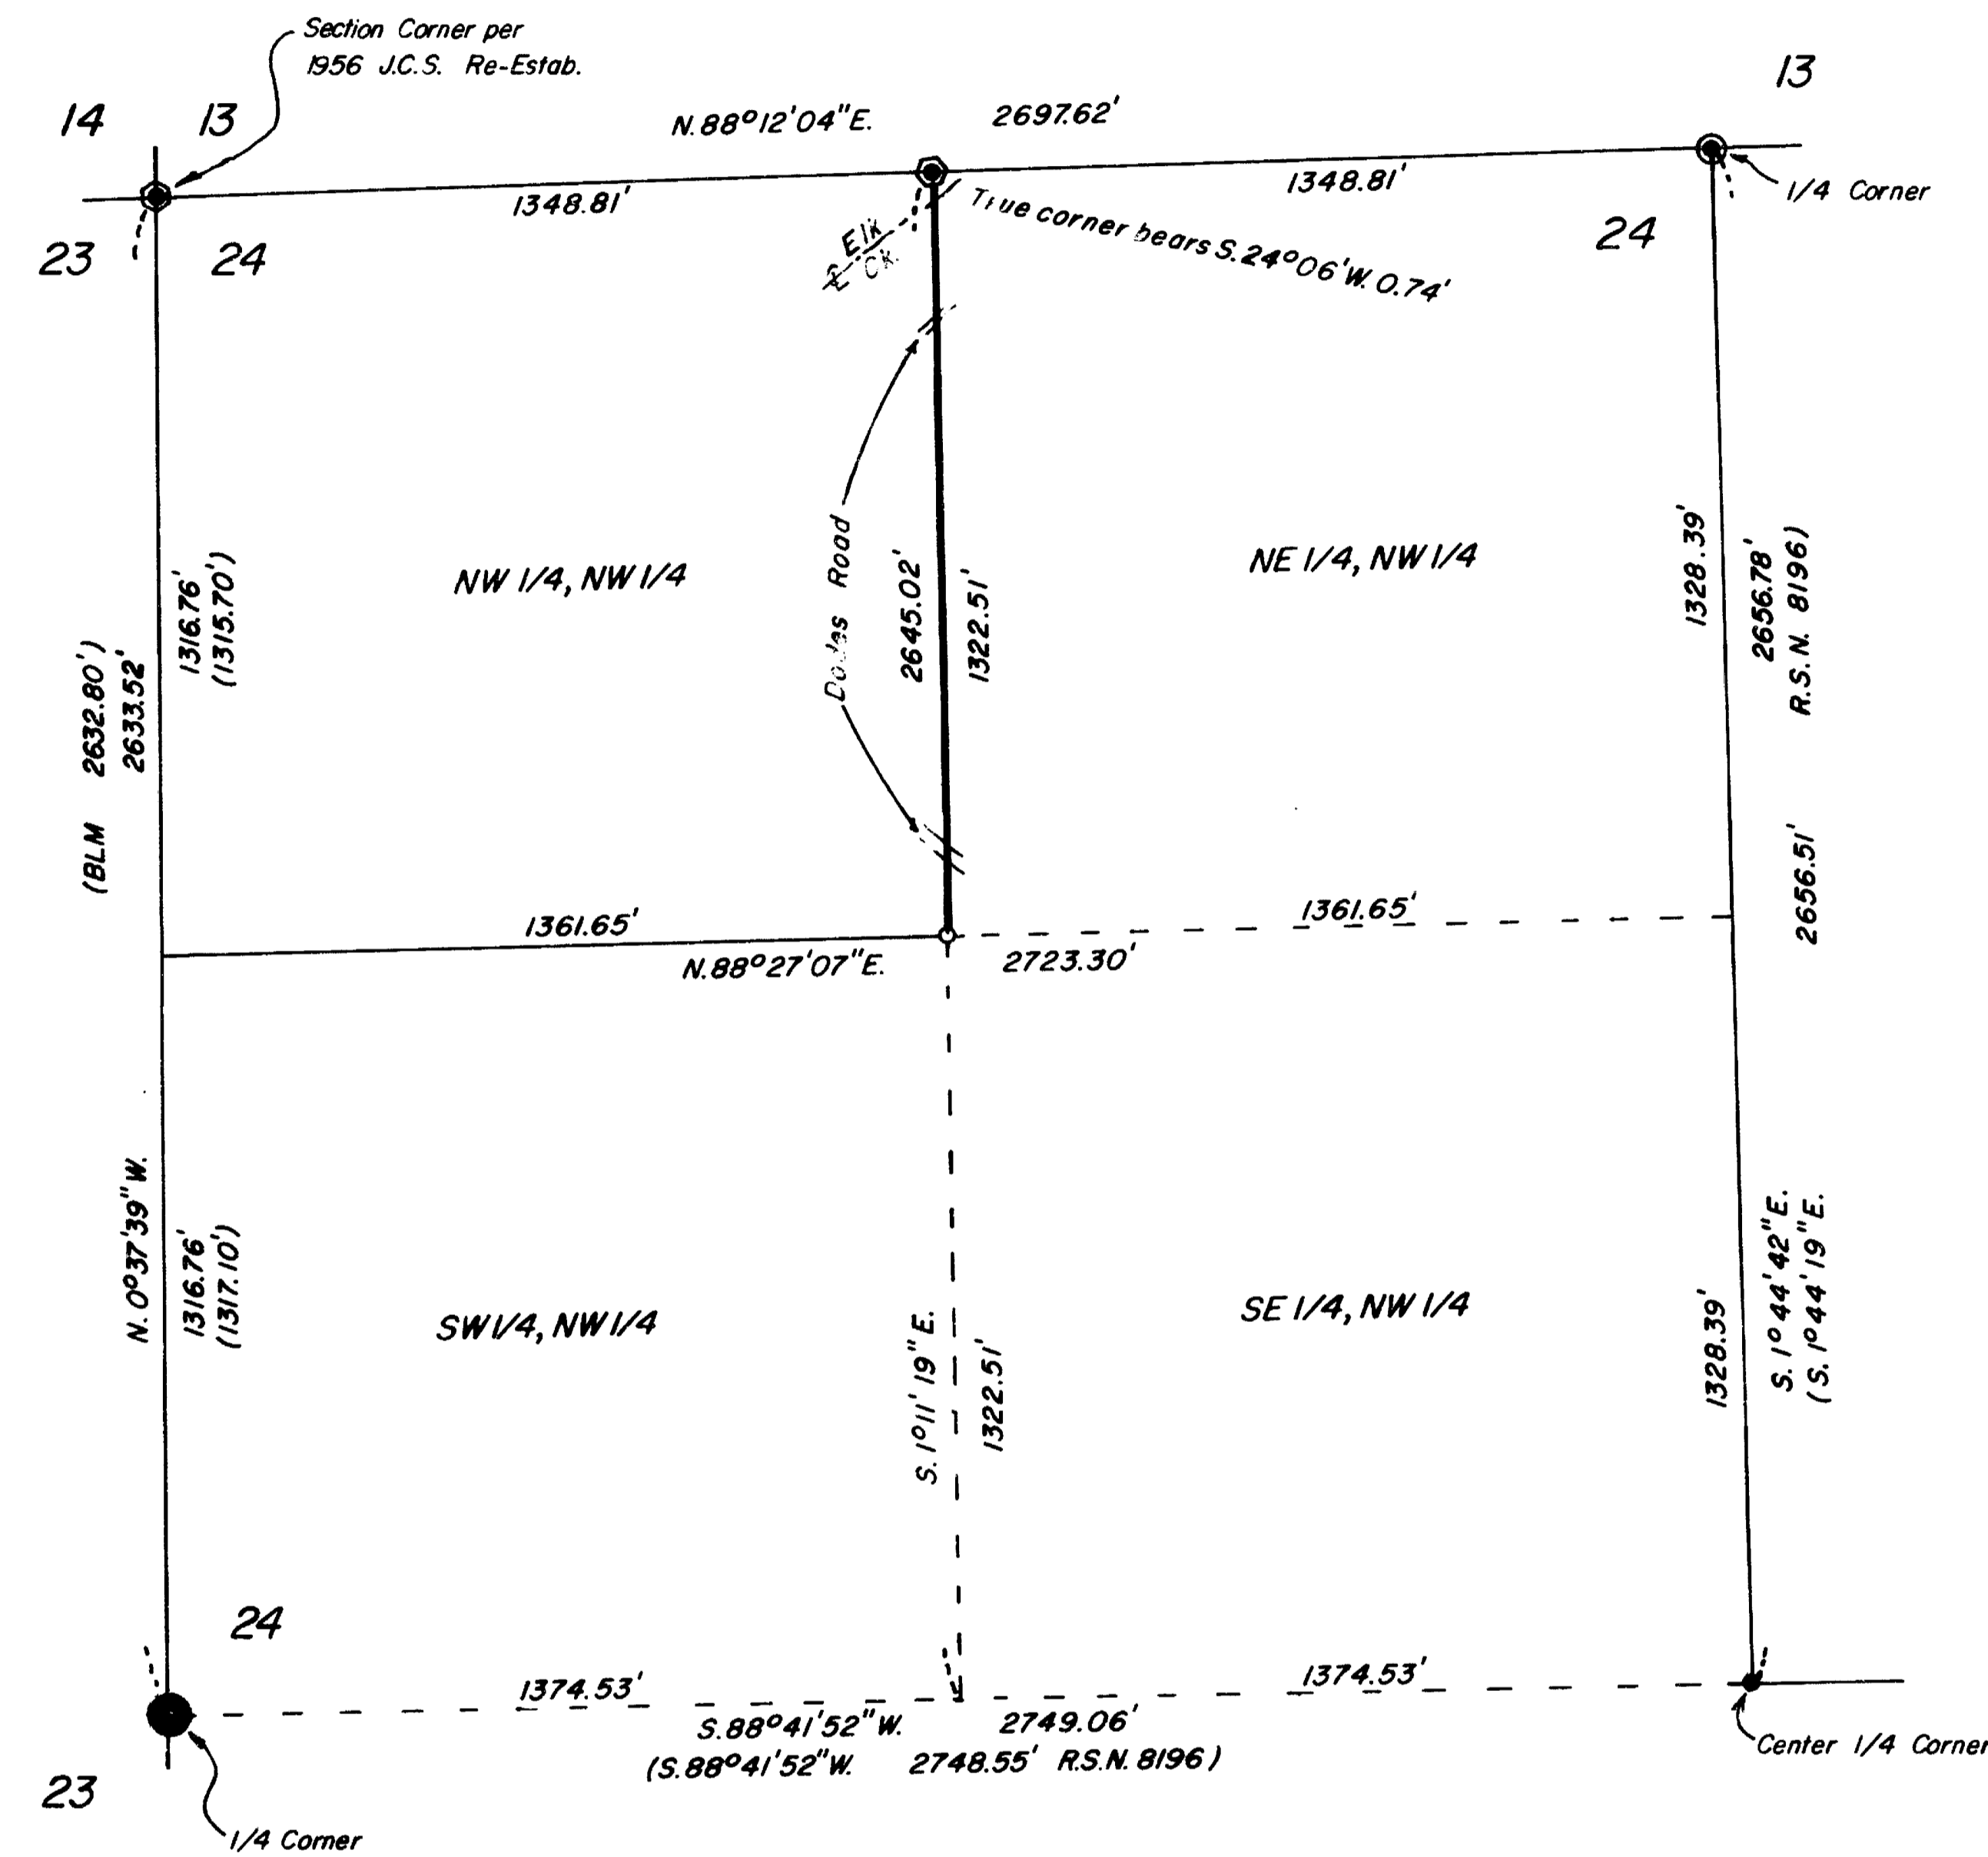 Section Corner per
1956 J.C.S. Re-Estab.
13
14 13
N.88°12'04"E. 2697.62'
1348.81'
1348.81'
1/4 Corner
True corner bears S.24°06'W. 0.74'
23 24
24
Elk
℄ Ck.
NW 1/4, NW 1/4
NE 1/4, NW 1/4
Road
2645.02'
1322.51'
1316.76'
(1315.70')
(BLM 2632.80')
2633.52'
1328.39'
2656.78' R.S.N. 8196)
2656.51'
1361.65'
1361.65'
N.88°27'07"E. 2723.30'
N.0°37'39"W.
1316.76'
(1317.10')
SW1/4, NW1/4
SE 1/4, NW 1/4
S. 1°11'19"E.
1322.51'
1328.39'
S. 1°44'42"E.
(S. 1°44'19"E.
24
1374.53'
1374.53'
S.88°41'52"W. 2749.06'
(S.88°41'52"W. 2748.55' R.S.N. 8196)
Center 1/4 Corner
23
1/4 Corner